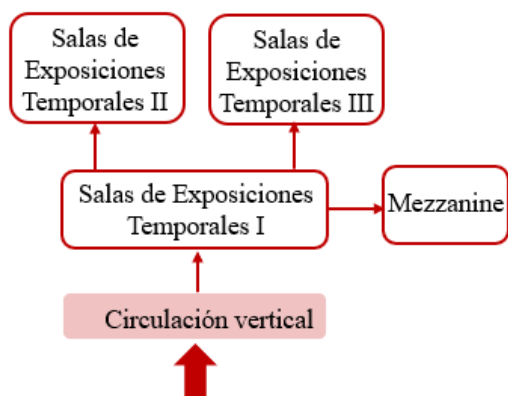 Salas de
Exposiciones
Temporales II
Salas de
Exposiciones
Temporales III
Salas de Exposiciones
Temporales I
Mezzanine
Circulación vertical